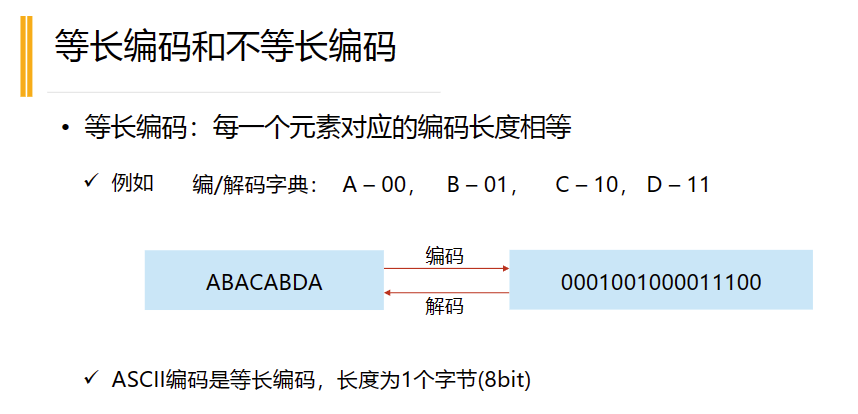 等长编码和不等长编码
• 等长编码：每一个元素对应的编码长度相等
✓ 例如 编/解码字典： A – 00， B – 01， C – 10， D – 11
编码
ABACABDA 0001001000011100
解码
✓ ASCII编码是等长编码，长度为1个字节(8bit)